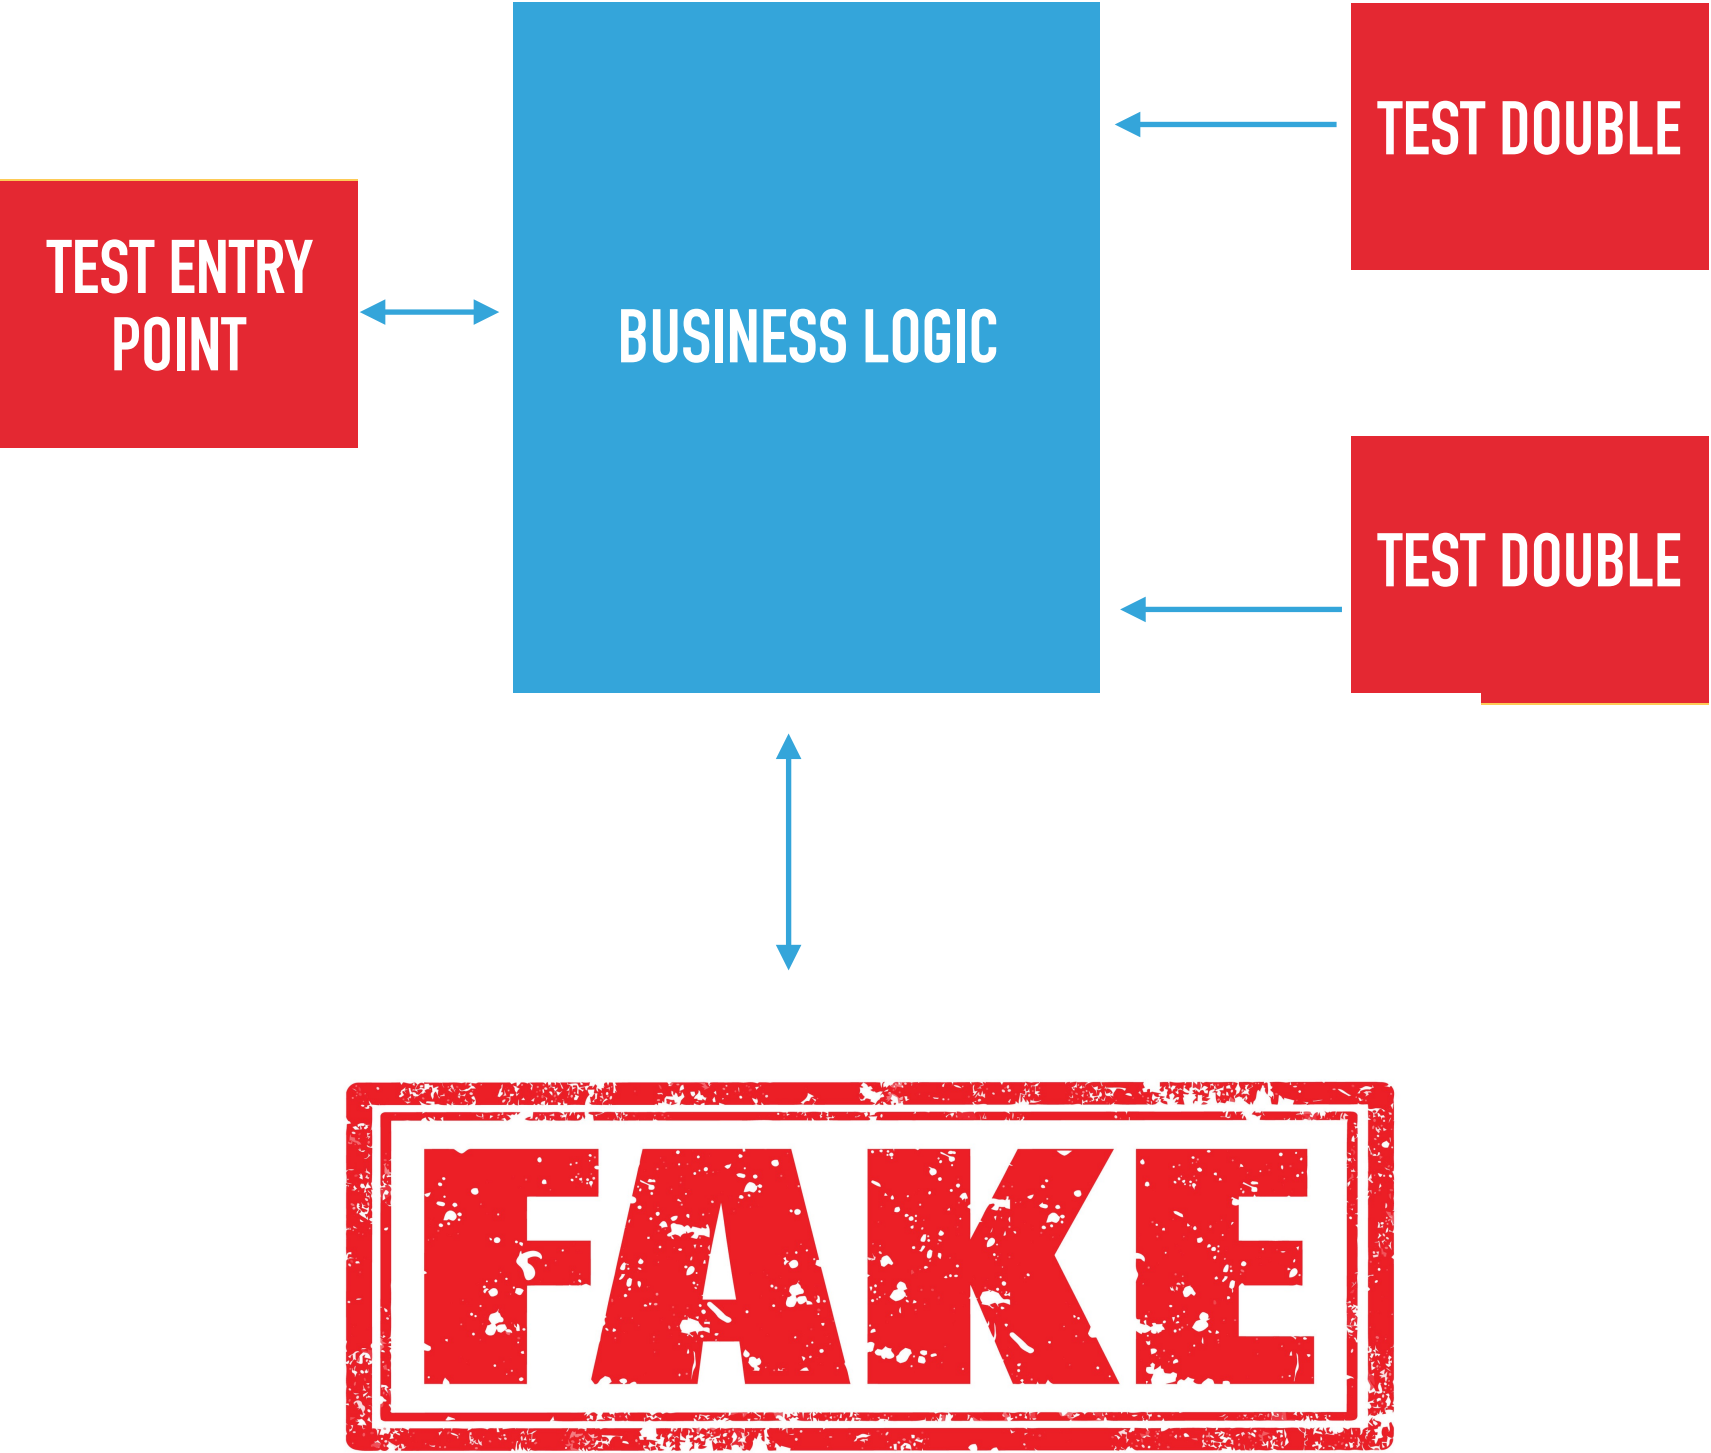 TEST DOUBLE
TEST ENTRY
POINT
BUSINESS LOGIC
TEST DOUBLE
FAKE